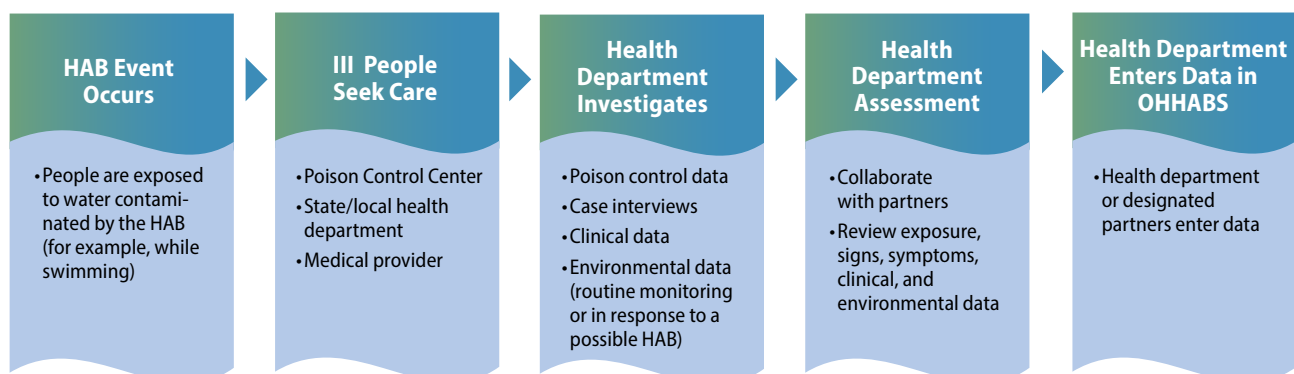 HAB Event
Occurs
•People are exposed
to water contami-
nated by the HAB
(for example, while
swimming)
III People
Seek Care
•Poison Control Center
•State/local health
department
•Medical provider
Health
Department
Investigates
•Poison control data
•Case interviews
•Clinical data
•Environmental data
(routine monitoring
or in response to a
possible HAB)
Health
Department
Assessment
•Collaborate
with partners
•Review exposure,
signs, symptoms,
clinical, and
environmental data
Health Department
Enters Data in
OHHABS
•Health department
or designated
partners enter data